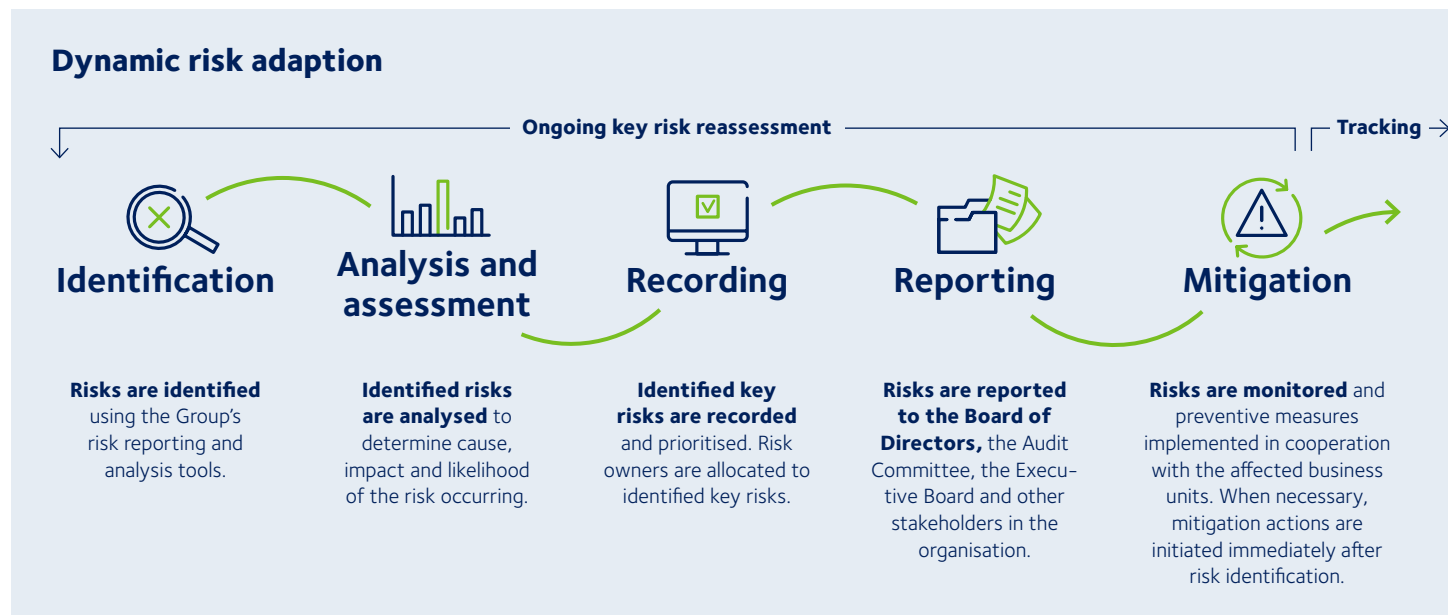 Dynamic risk adaption
Ongoing key risk reassessment
Tracking
Identification
Analysis and
assessment
Recording
Reporting
Mitigation
Risks are identified
using the Group's
risk reporting and
analysis tools.
Identified risks
are analysed to
determine cause,
impact and likelihood
of the risk occurring.
Identified key
risks are recorded
and prioritised. Risk
owners are allocated to
identified key risks.
Risks are reported
to the Board of
Directors, the Audit
Committee, the Execu-
tive Board and other
stakeholders in the
organisation.
Risks are monitored and
preventive measures
implemented in cooperation
with the affected business
units. When necessary,
mitigation actions are
initiated immediately after
risk identification.